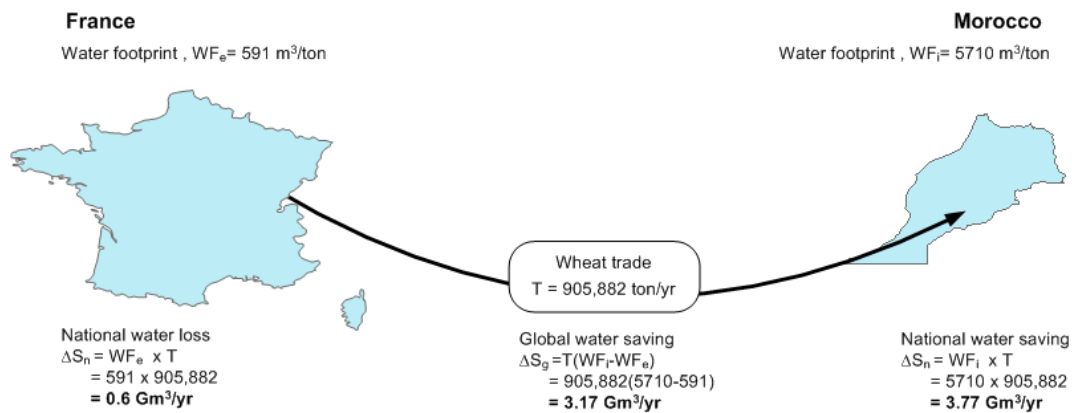 France
Water footprint , WFₑ= 591 m³/ton
Morocco
Water footprint , WFᵢ= 5710 m³/ton
Wheat trade
T = 905,882 ton/yr
National water loss
ΔSₙ = WFₑ x T
= 591 x 905,882
= 0.6 Gm³/yr
Global water saving
ΔS₉ =T(WFᵢ-WFₑ)
= 905,882(5710-591)
= 3.17 Gm³/yr
National water saving
ΔSₙ = WFᵢ x T
= 5710 x 905,882
= 3.77 Gm³/yr